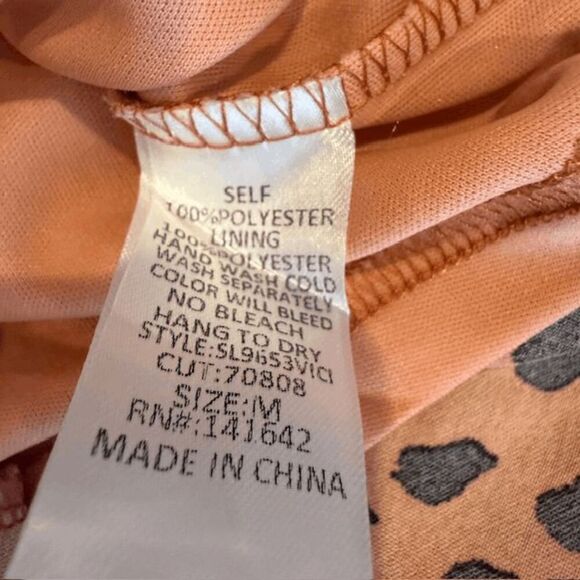 SELF
100%POLYESTER
LINING
100%POLYESTER
HAND WASH COLD
WASH SEPARATELY
COLOR WILL BLEED
NO BLEACH
HANG TO DRY
STYLE:SL9653VICI
CUT:70808
SIZE:M
RN#:141642
MADE IN CHINA